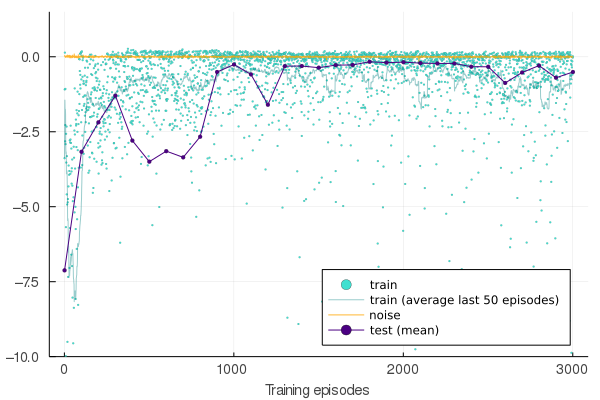 0.0
−2.5
−5.0
−7.5
−10.0
train
train (average last 50 episodes)
noise
test (mean)
0
1000
2000
3000
Training episodes